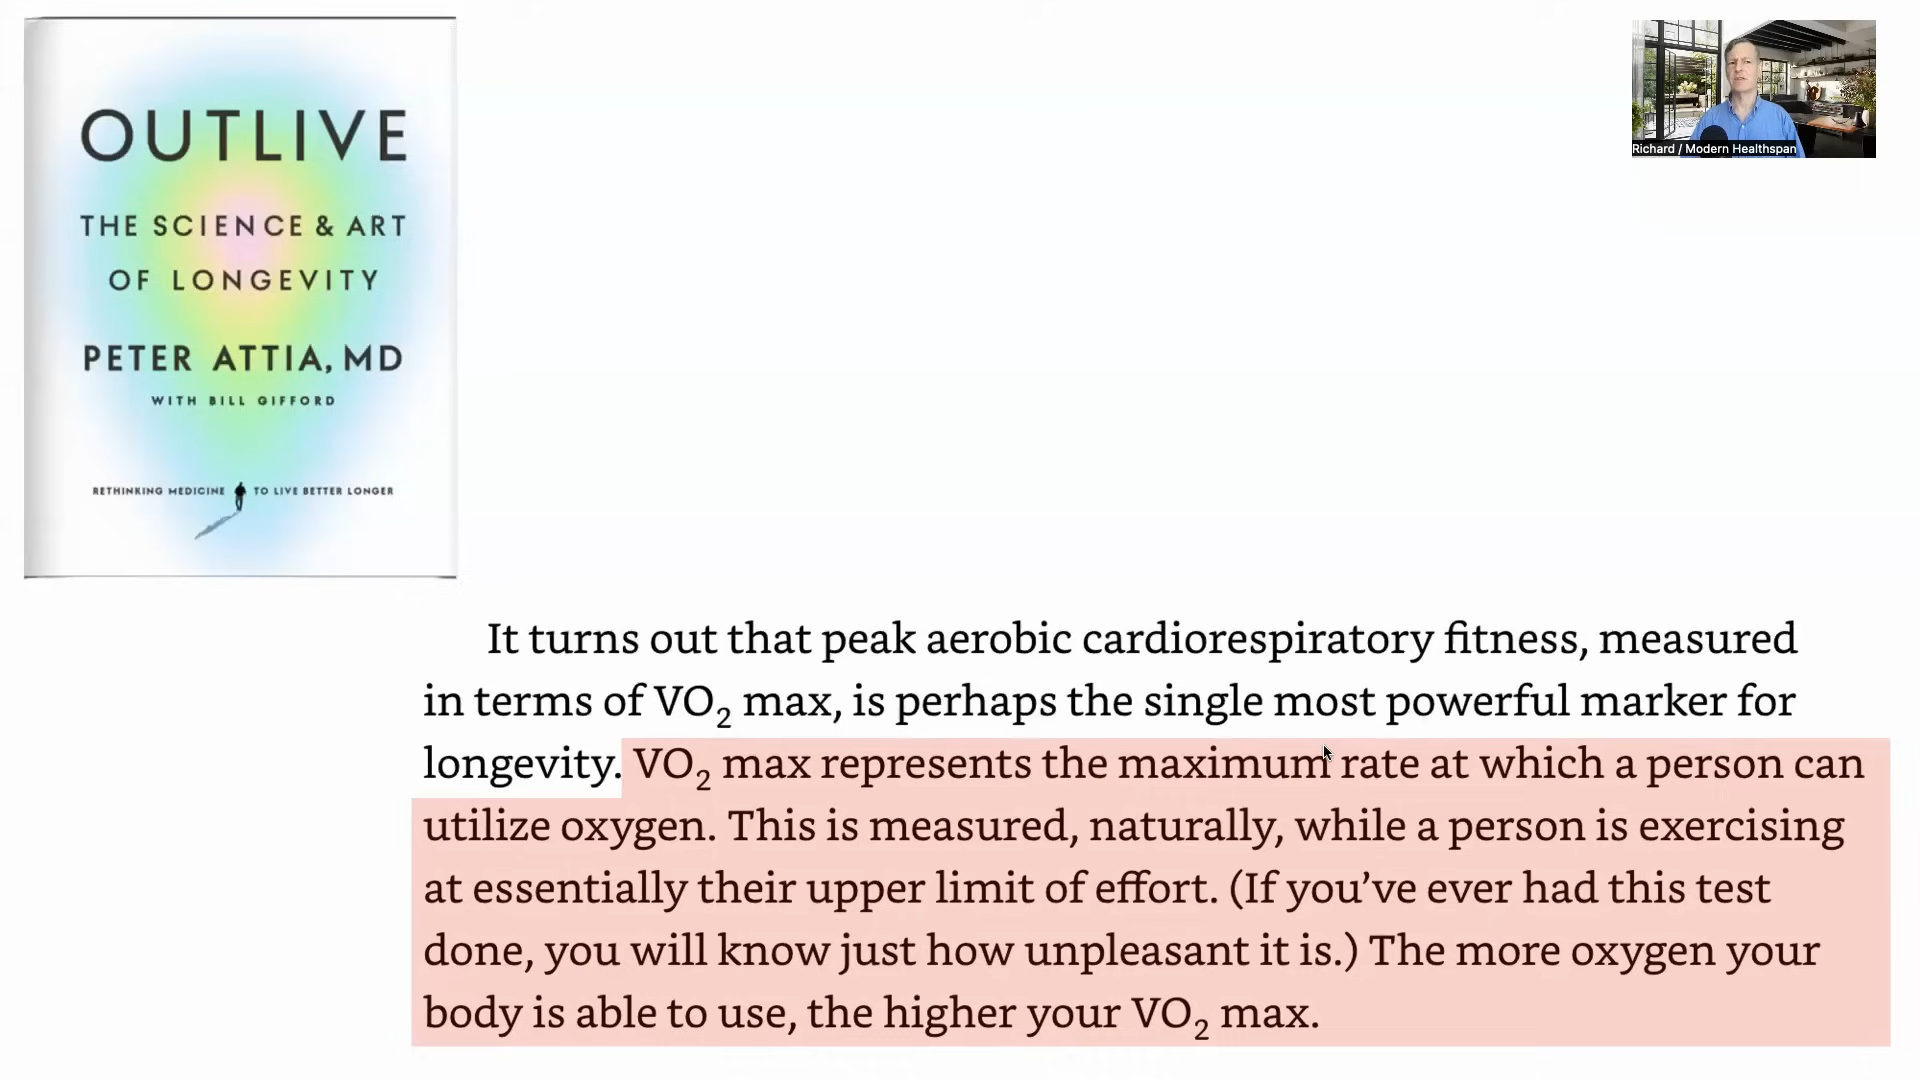 OUTLIVE
THE SCIENCE & ART
OF LONGEVITY
PETER ATTIA, MD
WITH BILL GIFFORD
RETHINKING MEDICINE TO LIVE BETTER LONGER
Richard / Modern Healthspan
It turns out that peak aerobic cardiorespiratory fitness, measured
in terms of VO₂ max, is perhaps the single most powerful marker for
longevity. VO₂ max represents the maximum rate at which a person can
utilize oxygen. This is measured, naturally, while a person is exercising
at essentially their upper limit of effort. (If you’ve ever had this test
done, you will know just how unpleasant it is.) The more oxygen your
body is able to use, the higher your VO₂ max.